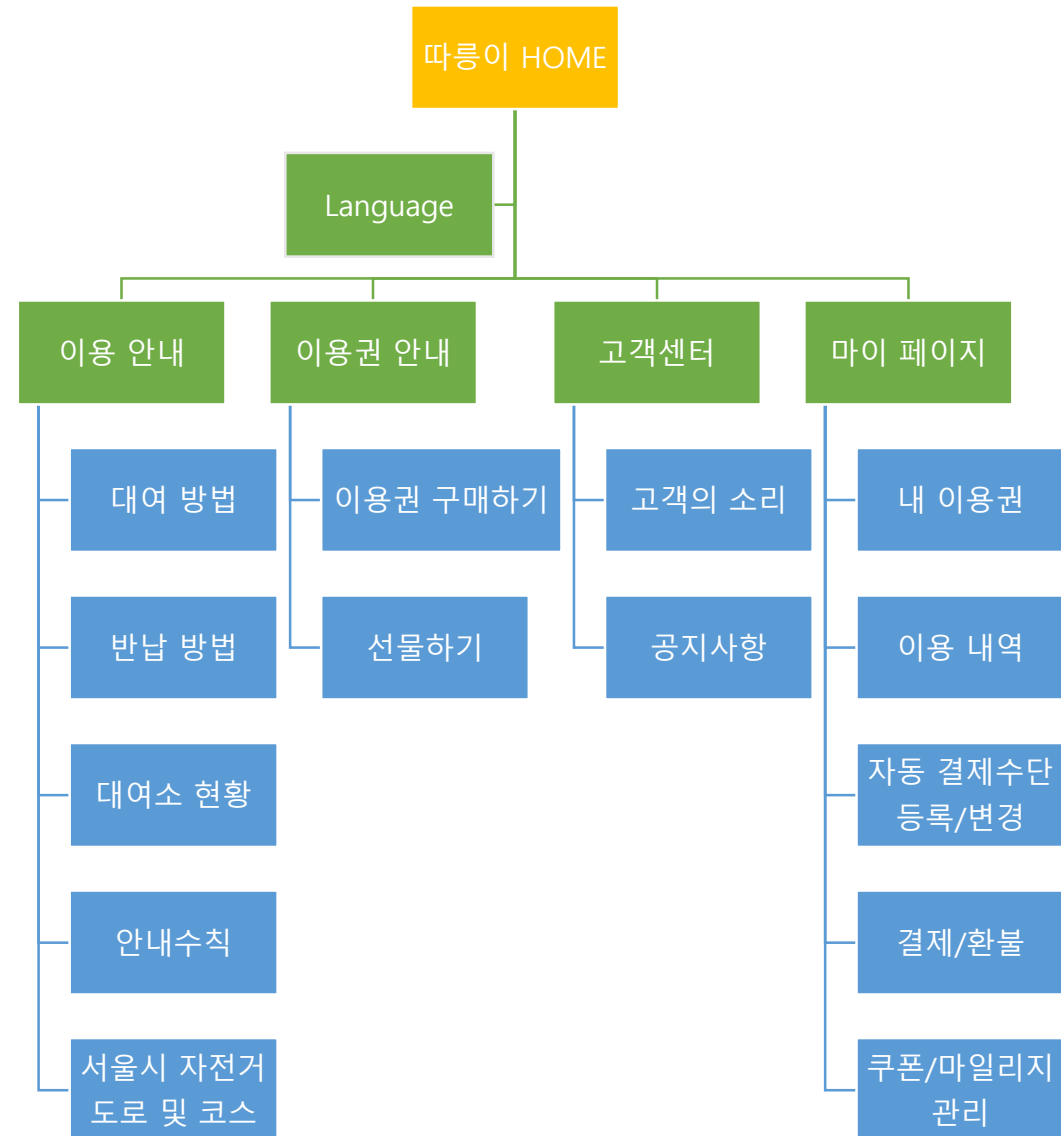 따릉이 HOME
Language
이용 안내
이용권 안내
고객센터
마이 페이지
대여 방법
이용권 구매하기
고객의 소리
내 이용권
반납 방법
선물하기
공지사항
이용 내역
대여소 현황
자동 결제수단
등록/변경
안내수칙
결제/환불
서울시 자전거
도로 및 코스
쿠폰/마일리지
관리